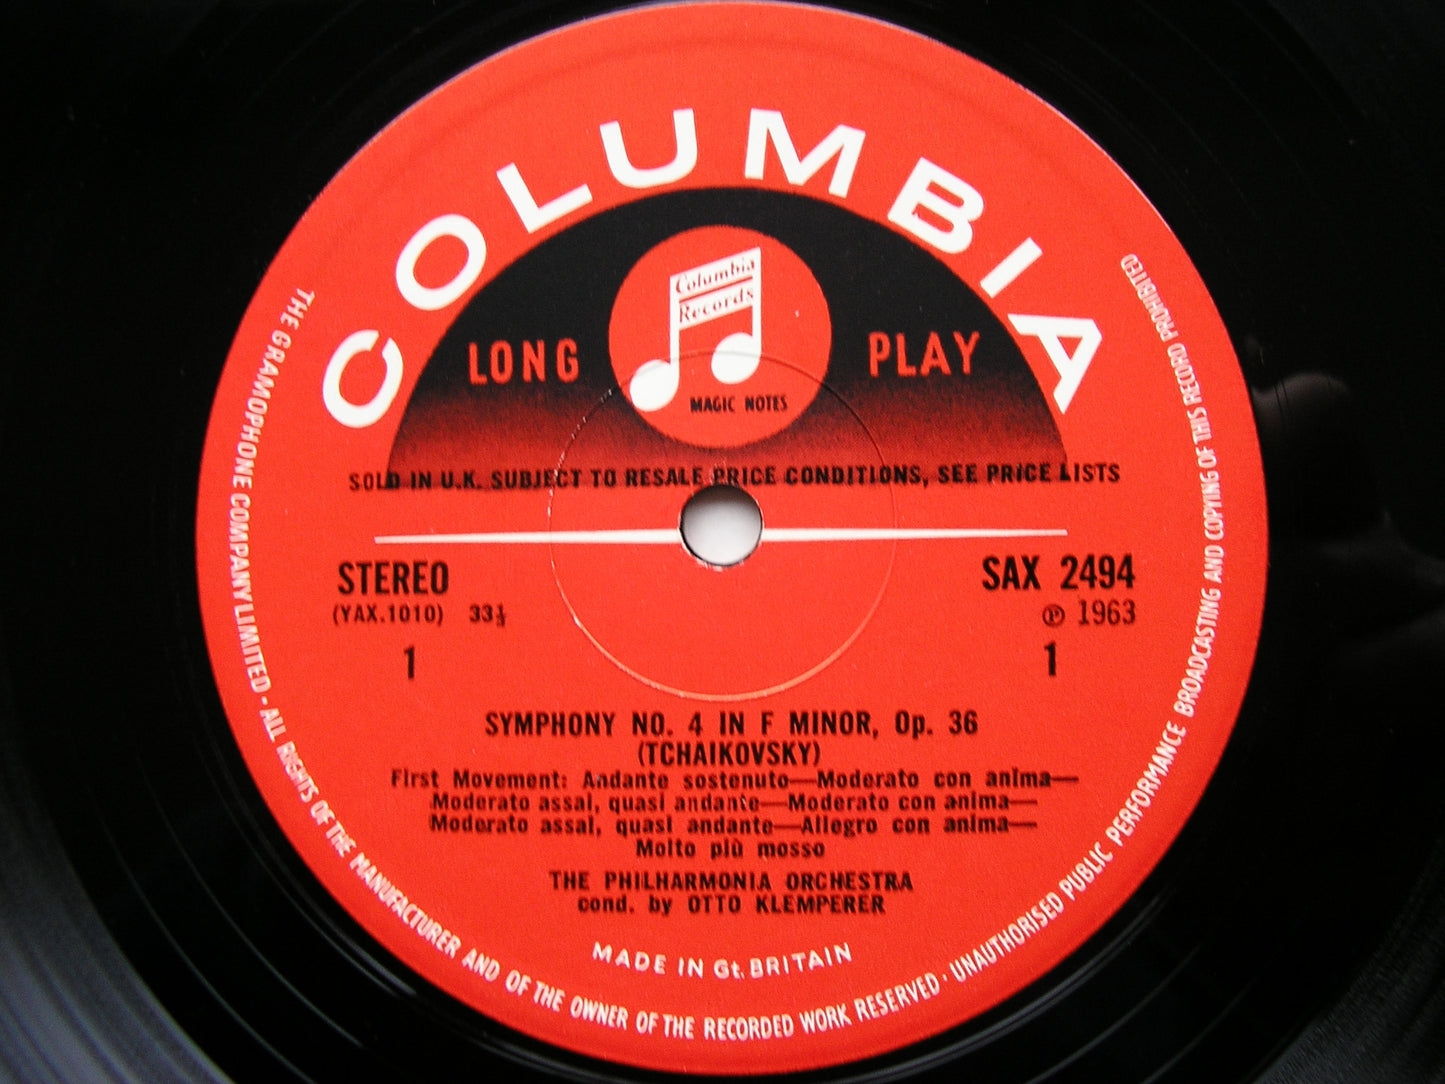 COLUMBIA
Columbia
Records
LONG PLAY
MAGIC NOTES
SOLD IN U.K. SUBJECT TO RESALE PRICE CONDITIONS, SEE PRICE LISTS
STEREO
(YAX.1010) 33⅓
1
SAX 2494
℗ 1963
1
SYMPHONY NO. 4 IN F MINOR, Op. 36
(TCHAIKOVSKY)
First Movement: Andante sostenuto—Moderato con anima—
Moderato assai, quasi andante—Moderato con anima—
Moderato assai, quasi andante—Allegro con anima—
Molto più mosso
THE PHILHARMONIA ORCHESTRA
cond. by OTTO KLEMPERER
MADE IN Gt. BRITAIN
THE GRAMOPHONE COMPANY LIMITED - ALL RIGHTS OF THE MANUFACTURER AND OF THE OWNER OF THE RECORDED WORK RESERVED · UNAUTHORISED PUBLIC PERFORMANCE BROADCASTING AND COPYING OF THIS RECORD PROHIBITED